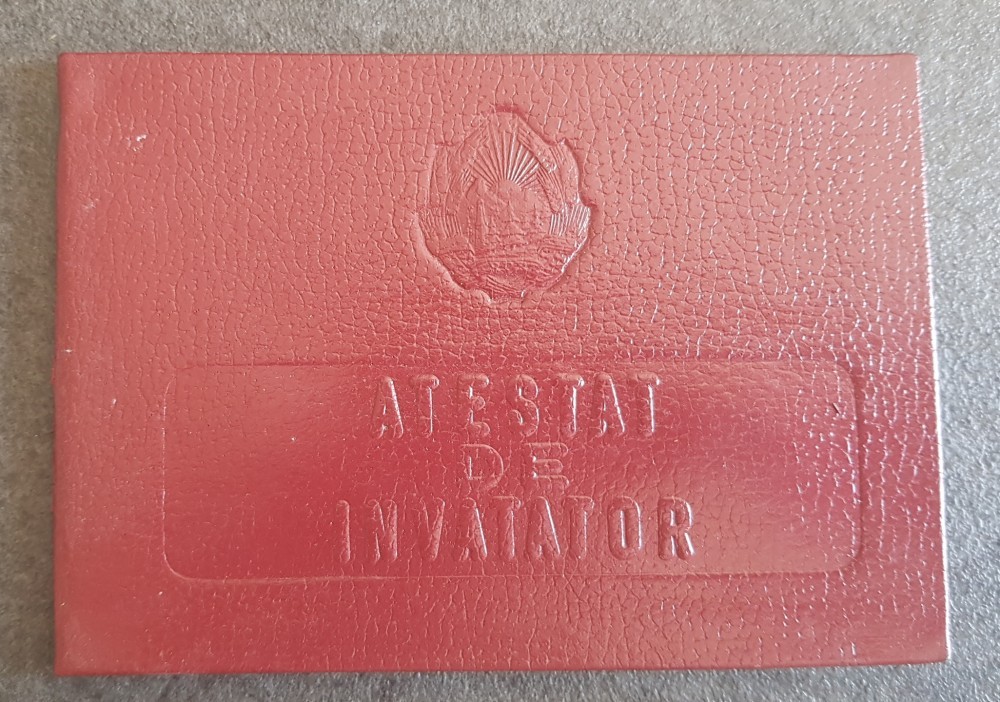 ATESTAT
DE
INVATATOR